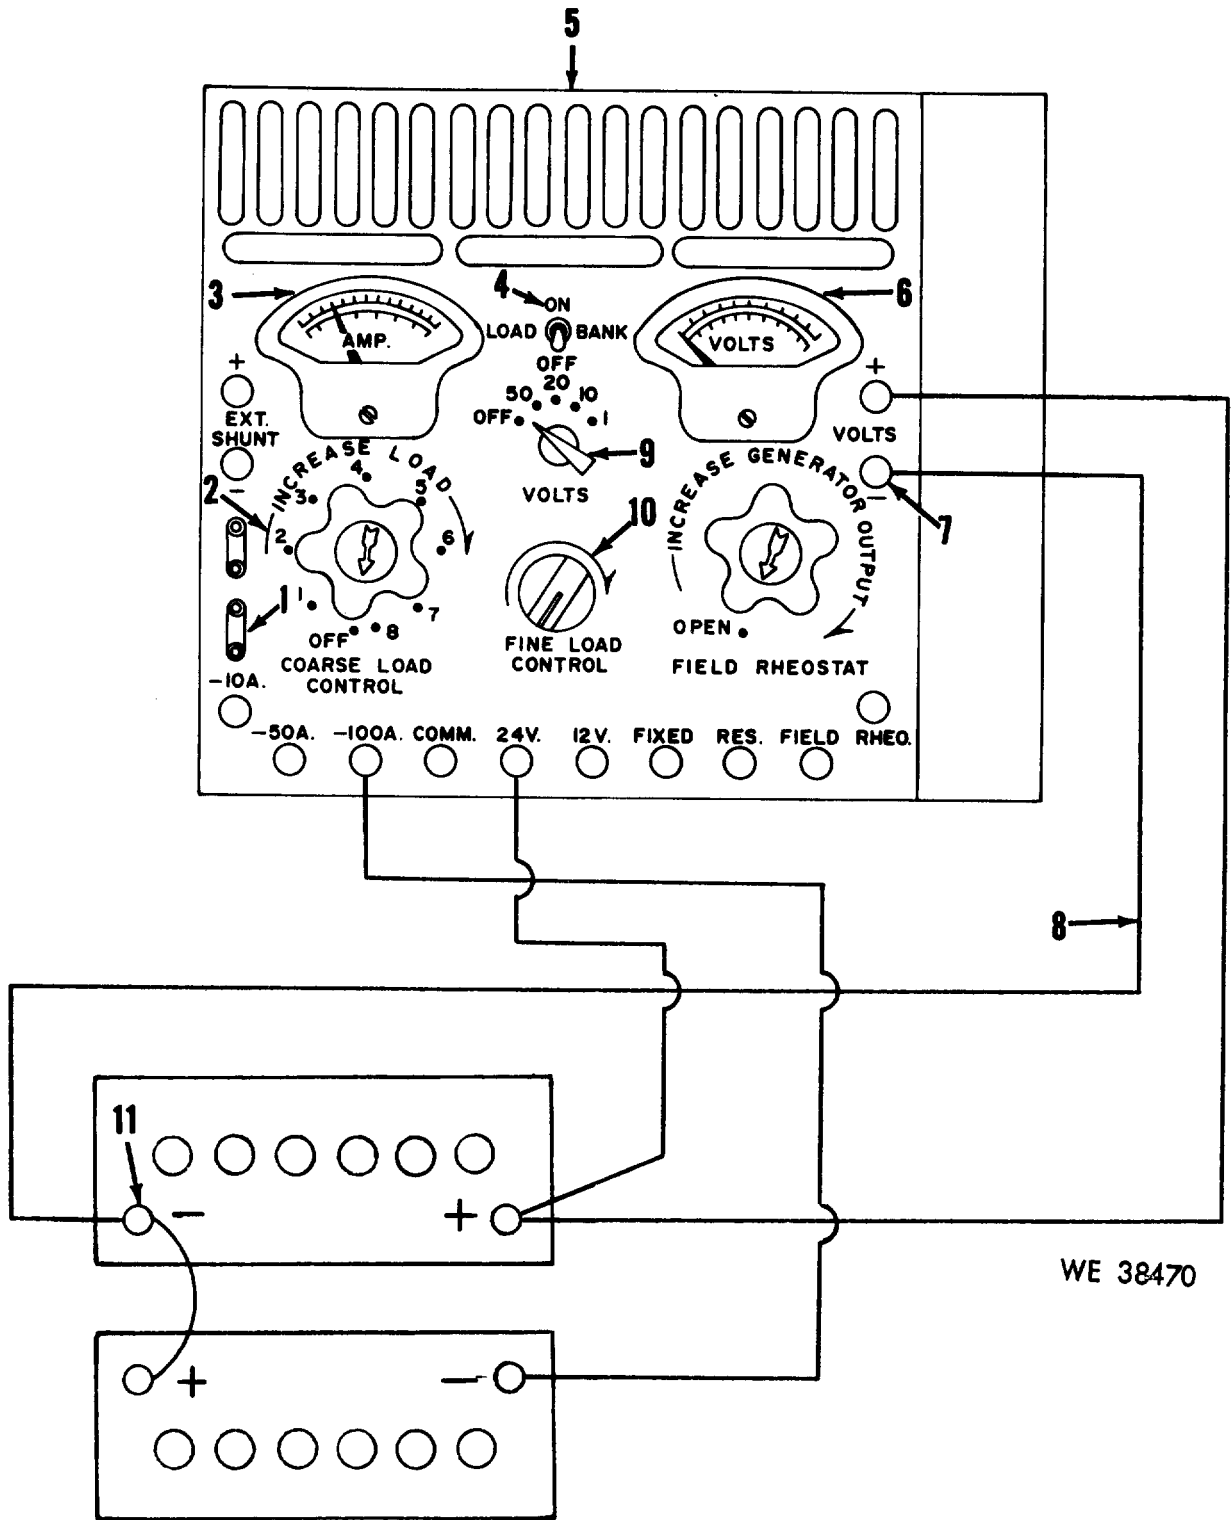 5
3
4
ON
6
LOAD BANK
OFF
AMP.
VOLTS
+
EXT.
SHUNT
-
OFF 50 20 10 1
9
VOLTS
+
VOLTS
-
7
2
INCREASE LOAD
1 2 3 4 5 6 7 8
OFF
COARSE LOAD
CONTROL
1
10
FINE LOAD
CONTROL
INCREASE GENERATOR OUTPUT
OPEN
FIELD RHEOSTAT
-10A.
-50A. -100A. COMM. 24V. 12V. FIXED RES. FIELD RHEO.
8
11
- +
WE 38470
+ -